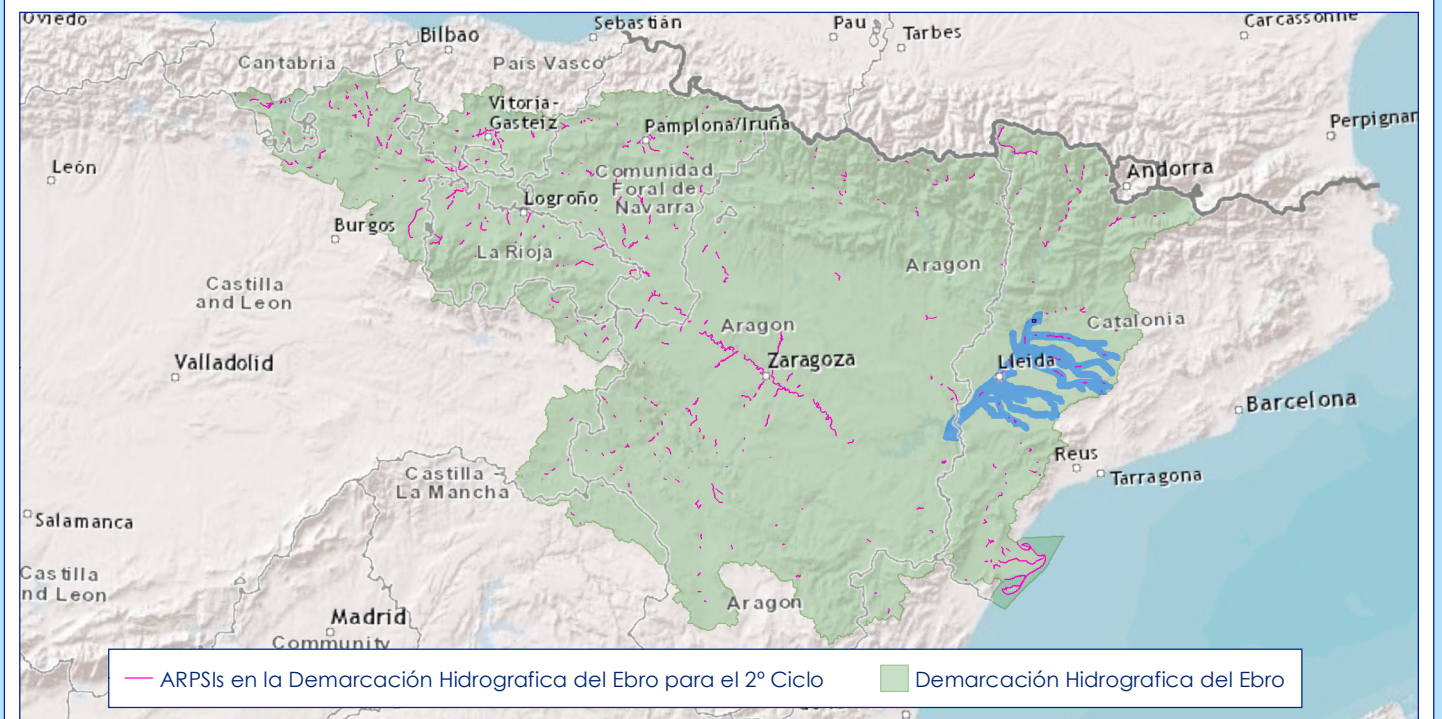 Oviedo
Sebastián
Pau
Tarbes
Carcassonne
Bilbao
Cantabria
País Vasco
Vitoria-
Gasteiz
Pamplona/Iruña
Perpignan
León
Comunidad
Foral de
Navarra
Andorra
Logroño
Burgos
La Rioja
Aragon
Castilla
and Leon
Aragon
Catalonia
Valladolid
Zaragoza
Lleida
Barcelona
Reus
Castilla -
La Mancha
Tarragona
Salamanca
Castilla
nd Leon
Aragon
Madrid
Community
ARPSIs en la Demarcación Hidrografica del Ebro para el 2º Ciclo
Demarcación Hidrografica del Ebro